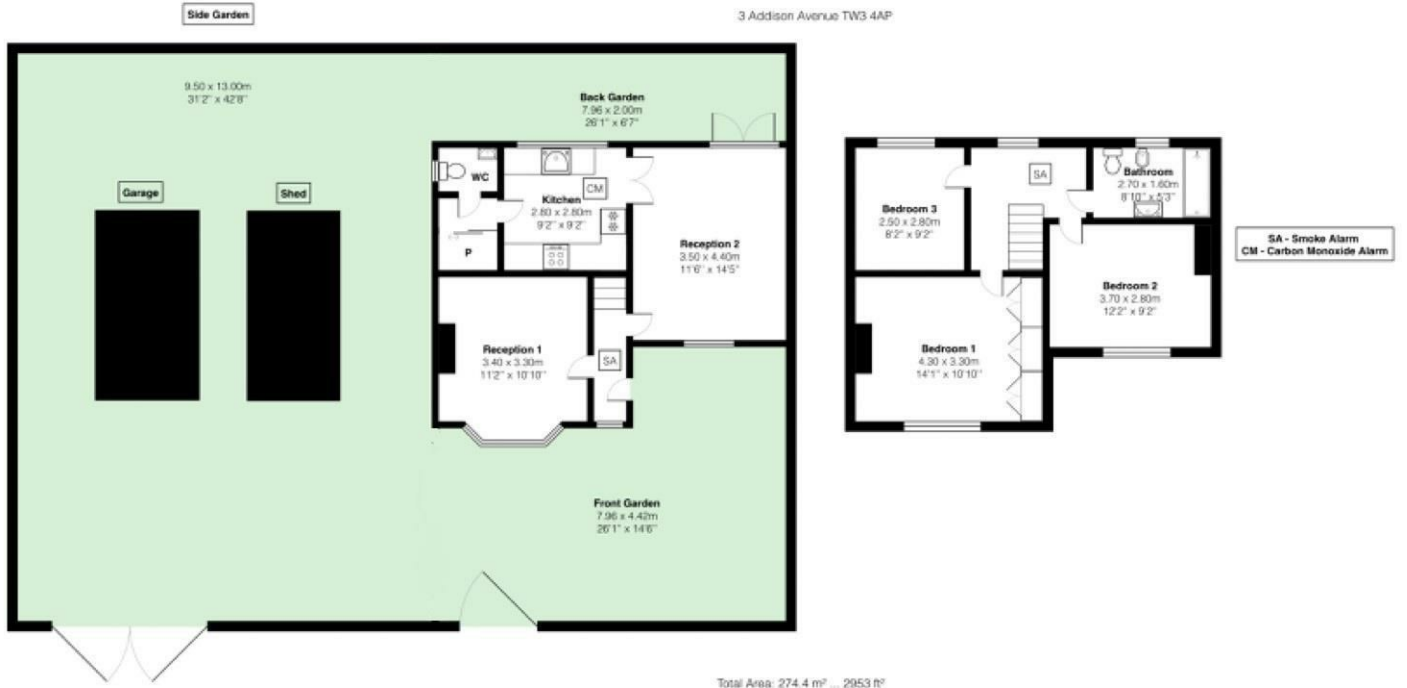 Side Garden
3 Addison Avenue TW3 4AP
9.50 x 13.00m
31'2" x 42'8"
Back Garden
7.96 x 2.00m
26'1" x 6'7"
Garage
Shed
WC
CM
Kitchen
2.80 x 2.80m
9'2" x 9'2"
P
Reception 2
3.50 x 4.40m
11'6" x 14'5"
Reception 1
3.40 x 3.30m
11'2" x 10'10"
SA
Front Garden
7.96 x 4.42m
26'1" x 14'6"
SA
Bathroom
2.70 x 1.60m
8'10" x 5'3"
Bedroom 3
2.50 x 2.80m
8'2" x 9'2"
Bedroom 2
3.70 x 2.80m
12'2" x 9'2"
Bedroom 1
4.30 x 3.30m
14'1" x 10'10"
SA - Smoke Alarm
CM - Carbon Monoxide Alarm
Total Area: 274.4 m² ... 2953 ft²